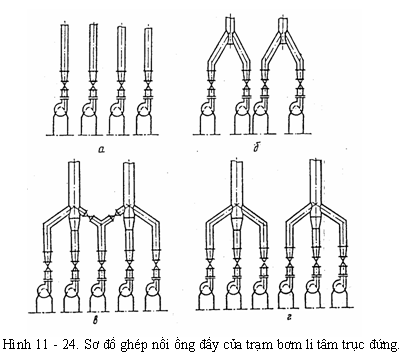 а
б
в
г
Hình 11 - 24. Sơ đồ ghép nối ống đẩy của trạm bơm li tâm trục đứng.